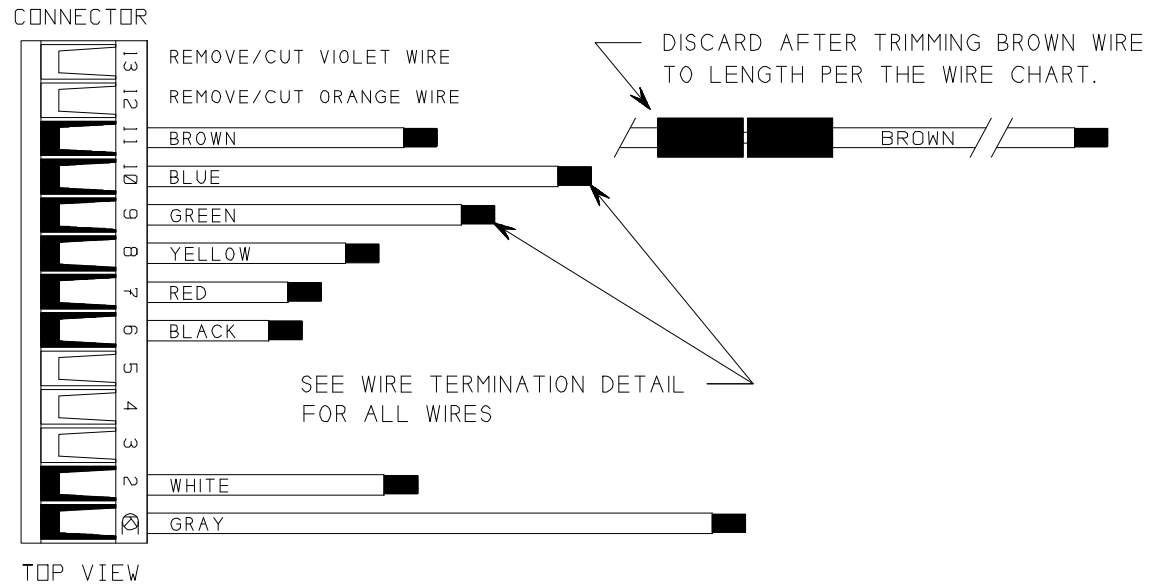 CONNECTOR
13 REMOVE/CUT VIOLET WIRE
12 REMOVE/CUT ORANGE WIRE
11 BROWN
10 BLUE
9 GREEN
8 YELLOW
7 RED
6 BLACK
5
4
3
2 WHITE
GRAY
TOP VIEW
DISCARD AFTER TRIMMING BROWN WIRE
TO LENGTH PER THE WIRE CHART.
BROWN
SEE WIRE TERMINATION DETAIL
FOR ALL WIRES